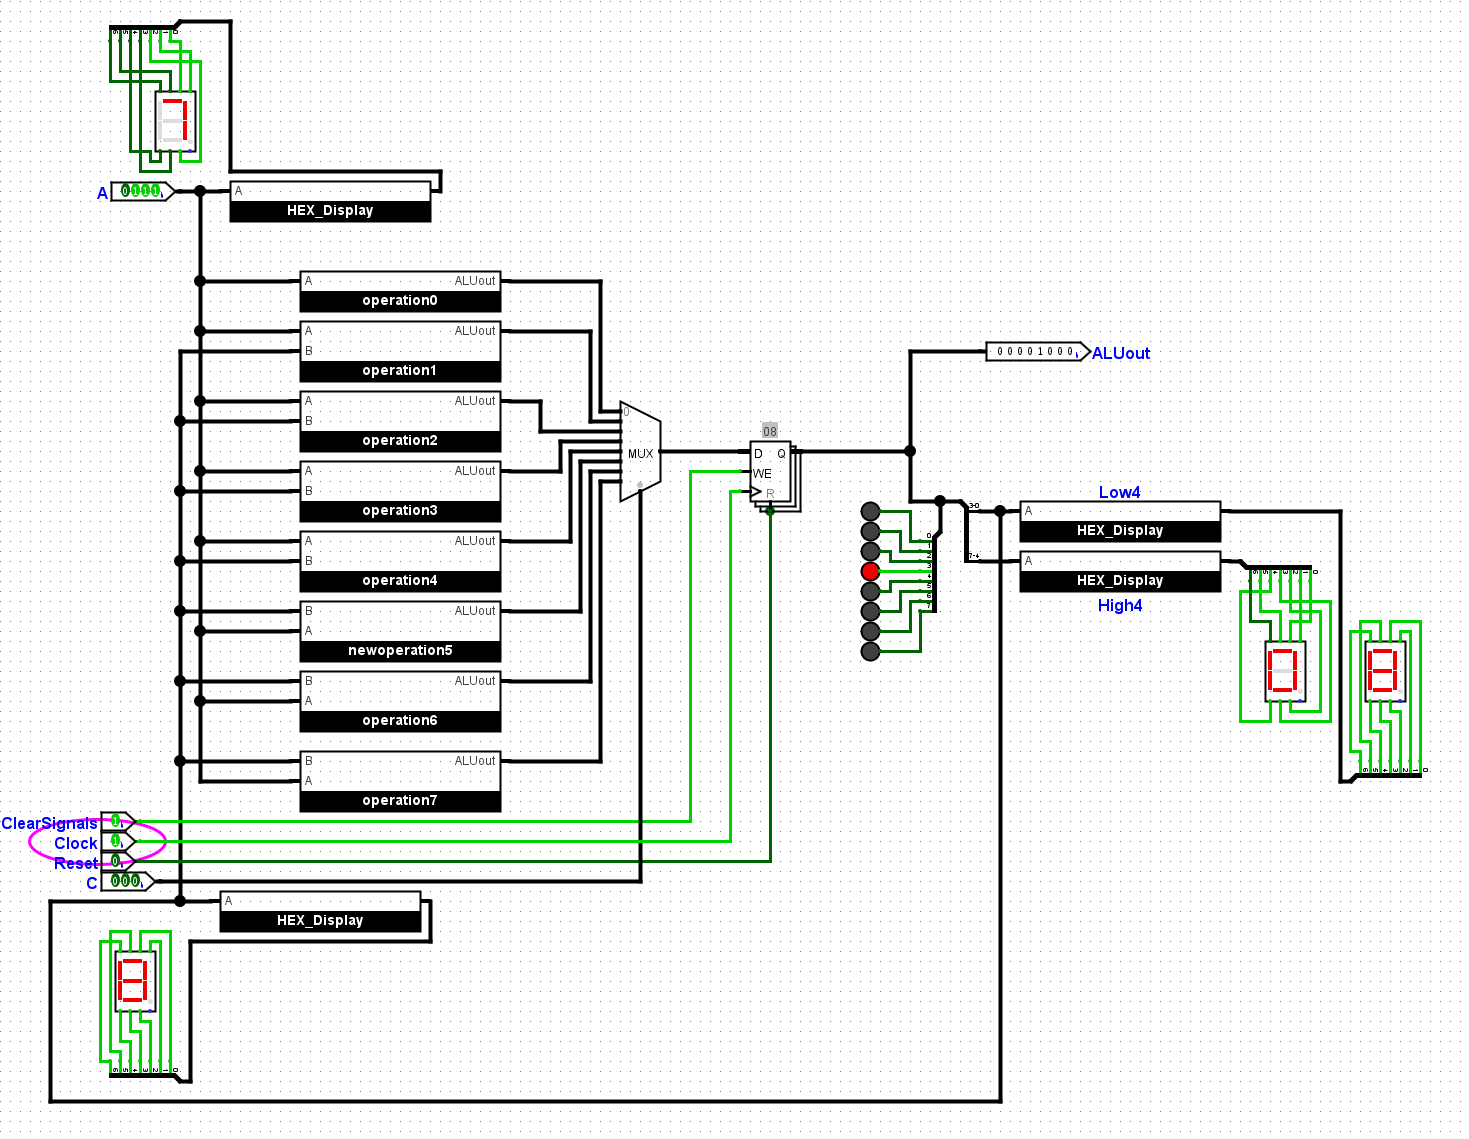 A
0111
A
HEX_Display
A ALUout
operation0
A ALUout
B
operation1
A ALUout
B
operation2
A ALUout
B
operation3
A ALUout
B
operation4
B ALUout
A
newoperation5
B ALUout
A
operation6
B ALUout
A
operation7
0
MUX
08
D Q
WE
R
00001000
ALUout
3-0
7-4
Low4
A
HEX_Display
A
HEX_Display
High4
ClearSignals
1
Clock
1
Reset
0
C
000
A
HEX_Display